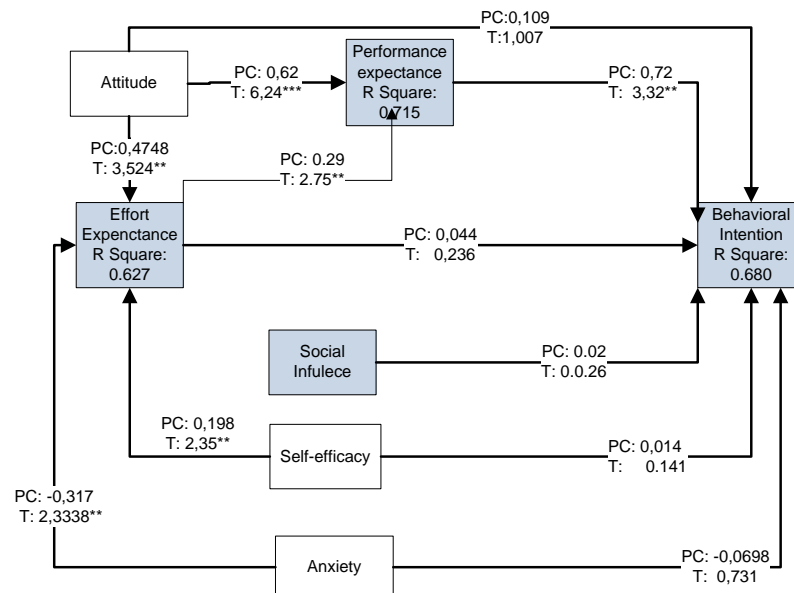 PC:0,109
T:1,007
Attitude
PC: 0,62
T: 6,24***
Performance
expectance
R Square:
0.715
PC: 0,72
T: 3,32**
PC:0,4748
T: 3,524**
PC: 0.29
T: 2.75**
Effort
Expenctance
R Square:
0.627
PC: 0,044
T: 0,236
Behavioral
Intention
R Square:
0.680
Social
Infulece
PC: 0.02
T: 0.0.26
PC: 0,198
T: 2,35**
Self-efficacy
PC: 0,014
T: 0.141
PC: -0,317
T: 2,3338**
Anxiety
PC: -0,0698
T: 0,731